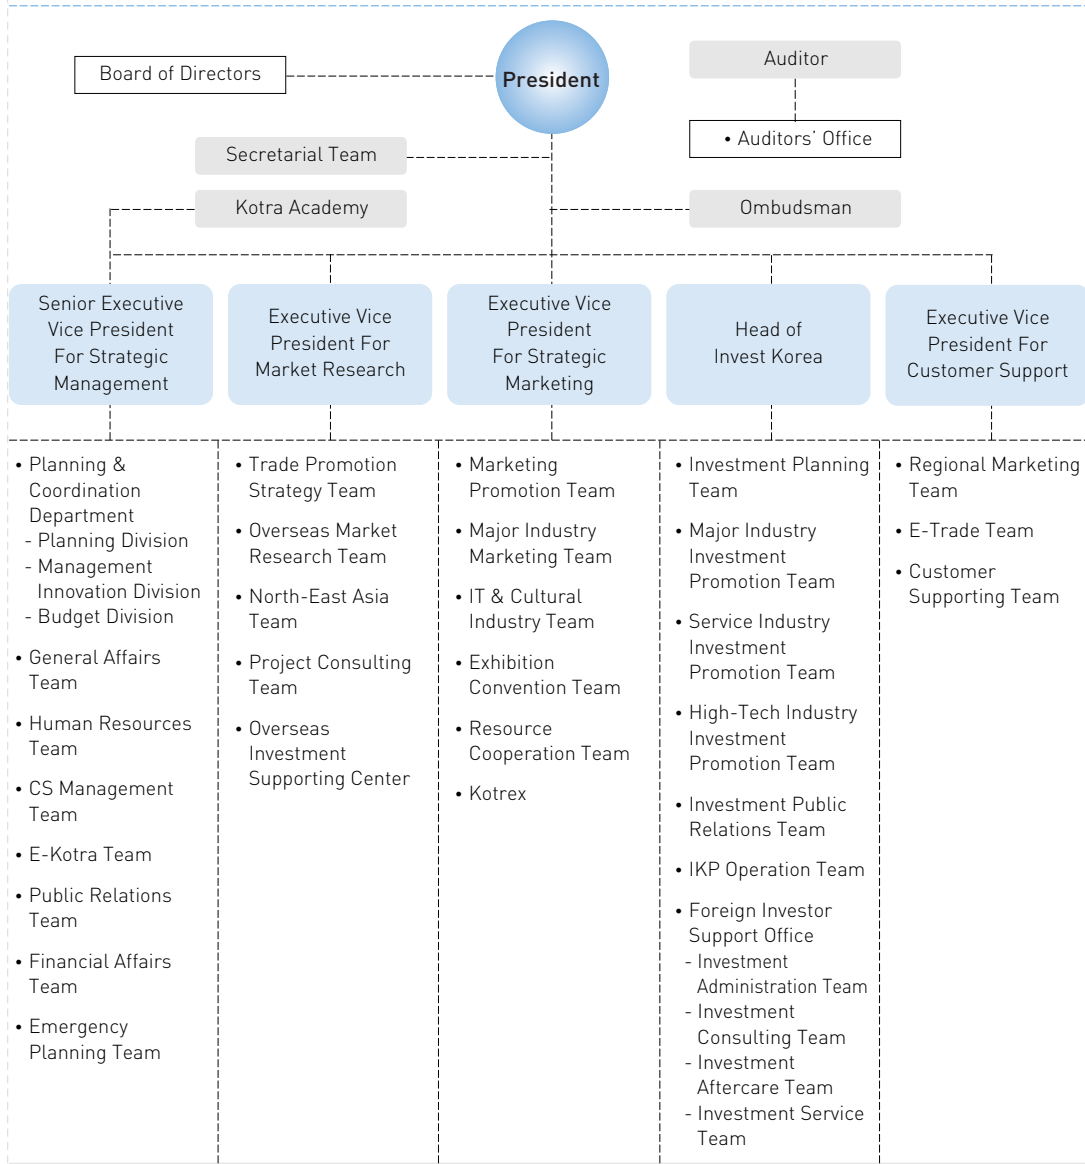 Board of Directors
President
Auditor
• Auditors' Office
Secretarial Team
Kotra Academy
Ombudsman
Senior Executive
Vice President
For Strategic
Management
Executive Vice
President For
Market Research
Executive Vice
President
For Strategic
Marketing
Head of
Invest Korea
Executive Vice
President For
Customer Support
• Planning &
Coordination
Department
- Planning Division
- Management
Innovation Division
- Budget Division
• General Affairs
Team
• Human Resources
Team
• CS Management
Team
• E-Kotra Team
• Public Relations
Team
• Financial Affairs
Team
• Emergency
Planning Team
• Trade Promotion
Strategy Team
• Overseas Market
Research Team
• North-East Asia
Team
• Project Consulting
Team
• Overseas
Investment
Supporting Center
• Marketing
Promotion Team
• Major Industry
Marketing Team
• IT & Cultural
Industry Team
• Exhibition
Convention Team
• Resource
Cooperation Team
• Kotrex
• Investment Planning
Team
• Major Industry
Investment
Promotion Team
• Service Industry
Investment
Promotion Team
• High-Tech Industry
Investment
Promotion Team
• Investment Public
Relations Team
• IKP Operation Team
• Foreign Investor
Support Office
- Investment
Administration Team
- Investment
Consulting Team
- Investment
Aftercare Team
- Investment Service
Team
• Regional Marketing
Team
• E-Trade Team
• Customer
Supporting Team